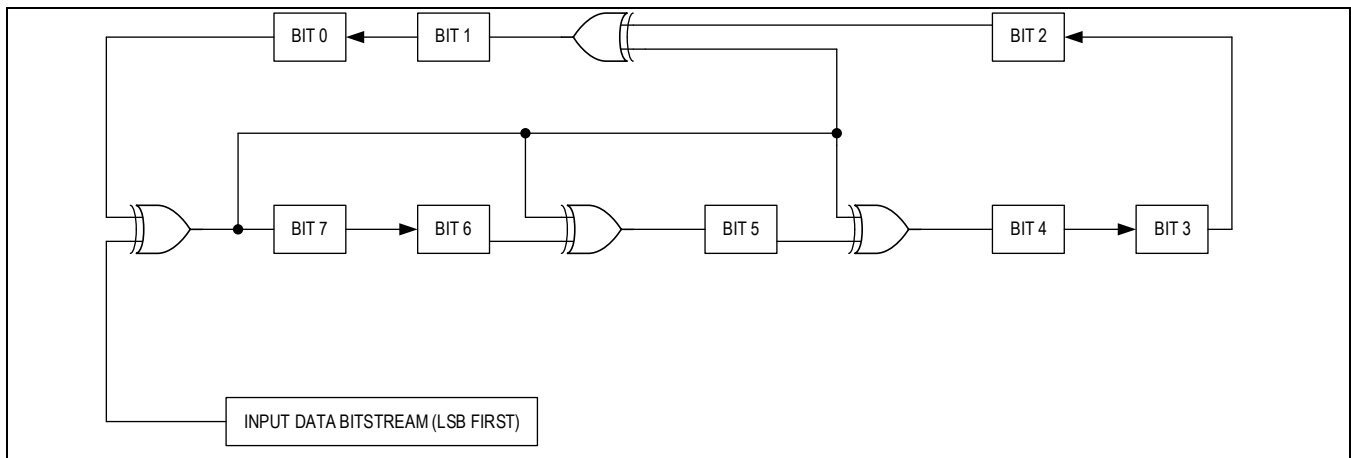 BIT 0
BIT 1
BIT 2
BIT 7
BIT 6
BIT 5
BIT 4
BIT 3
INPUT DATA BITSTREAM (LSB FIRST)